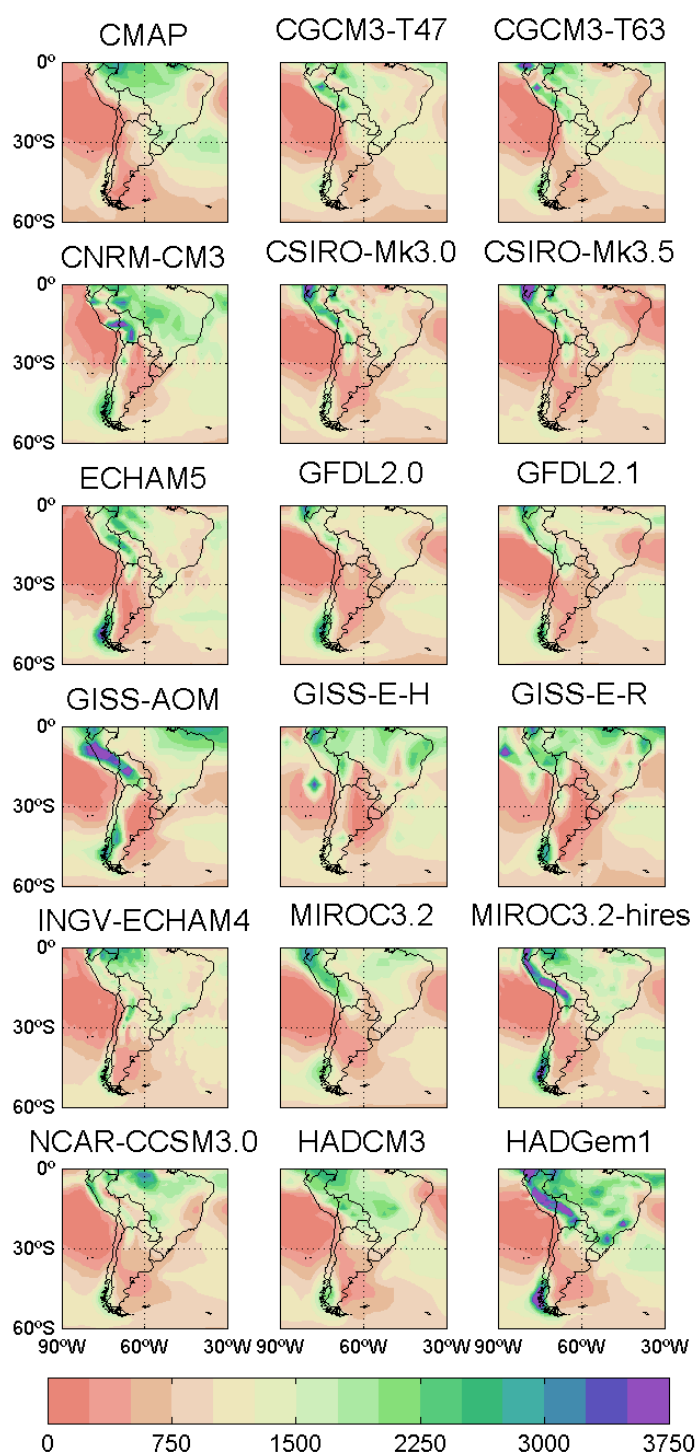 CMAP CGCM3-T47 CGCM3-T63
0º
30ºS
60ºS
CNRM-CM3 CSIRO-Mk3.0 CSIRO-Mk3.5
0º
30ºS
60ºS
ECHAM5 GFDL2.0 GFDL2.1
0º
30ºS
60ºS
GISS-AOM GISS-E-H GISS-E-R
0º
30ºS
60ºS
INGV-ECHAM4 MIROC3.2 MIROC3.2-hires
0º
30ºS
60ºS
NCAR-CCSM3.0 HADCM3 HADGem1
0º
30ºS
60ºS
90ºW 60ºW 30ºW 90ºW 60ºW 30ºW 90ºW 60ºW 30ºW
0 750 1500 2250 3000 3750